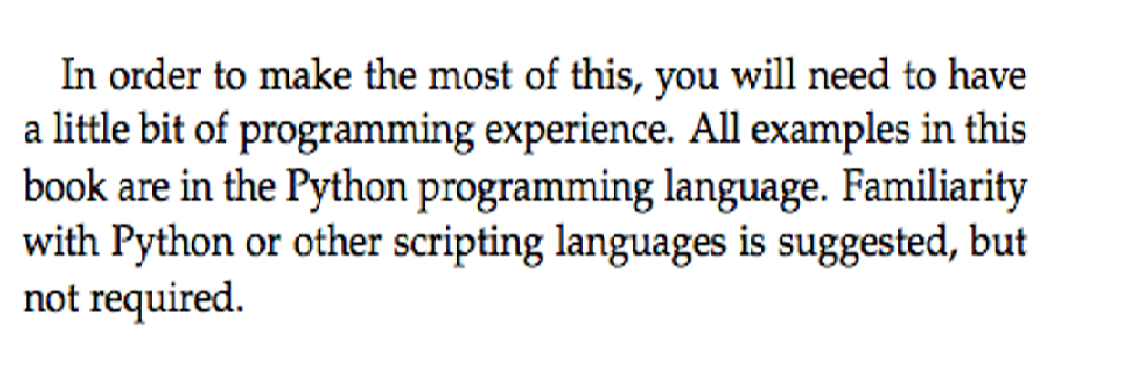 In order to make the most of this, you will need to have
a little bit of programming experience. All examples in this
book are in the Python programming language. Familiarity
with Python or other scripting languages is suggested, but
not required.